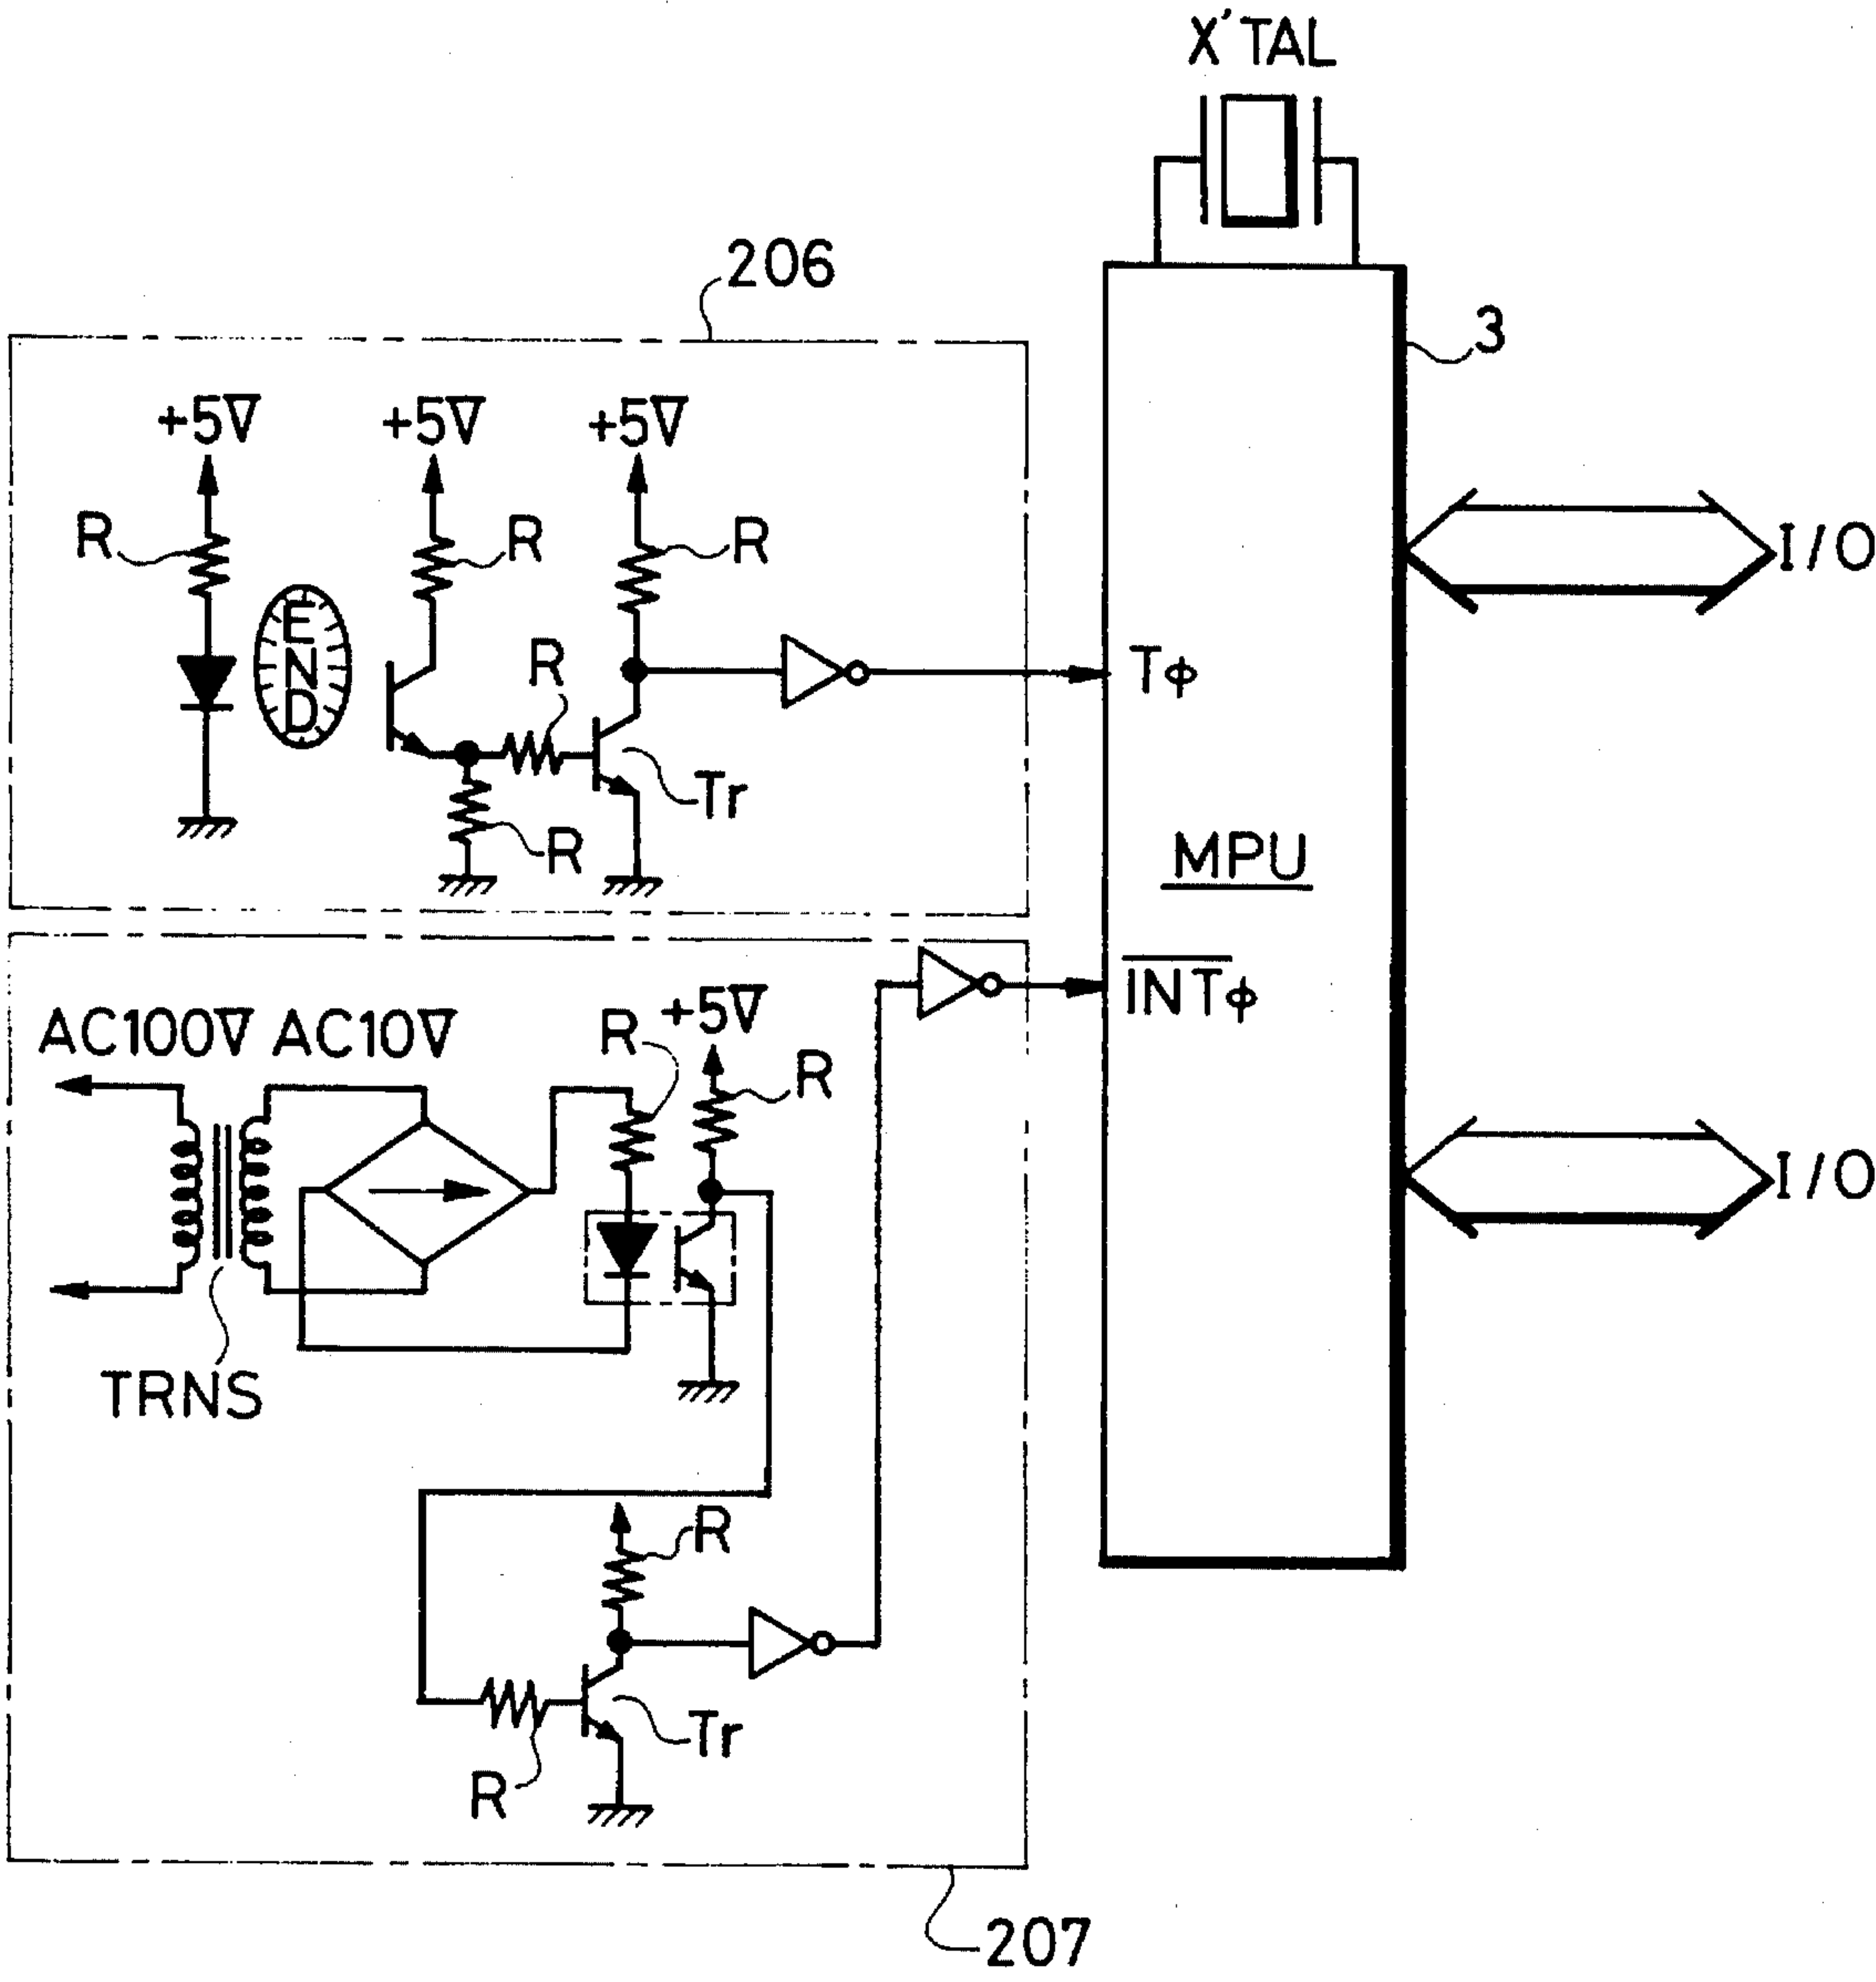 X'TAL
206
3
+5V
+5V
+5V
R
R
R
I/O
END
R
Tφ
Tr
R
MPU
INTφ
+5V
AC100V AC10V
R
R
I/O
TRNS
R
Tr
R
207